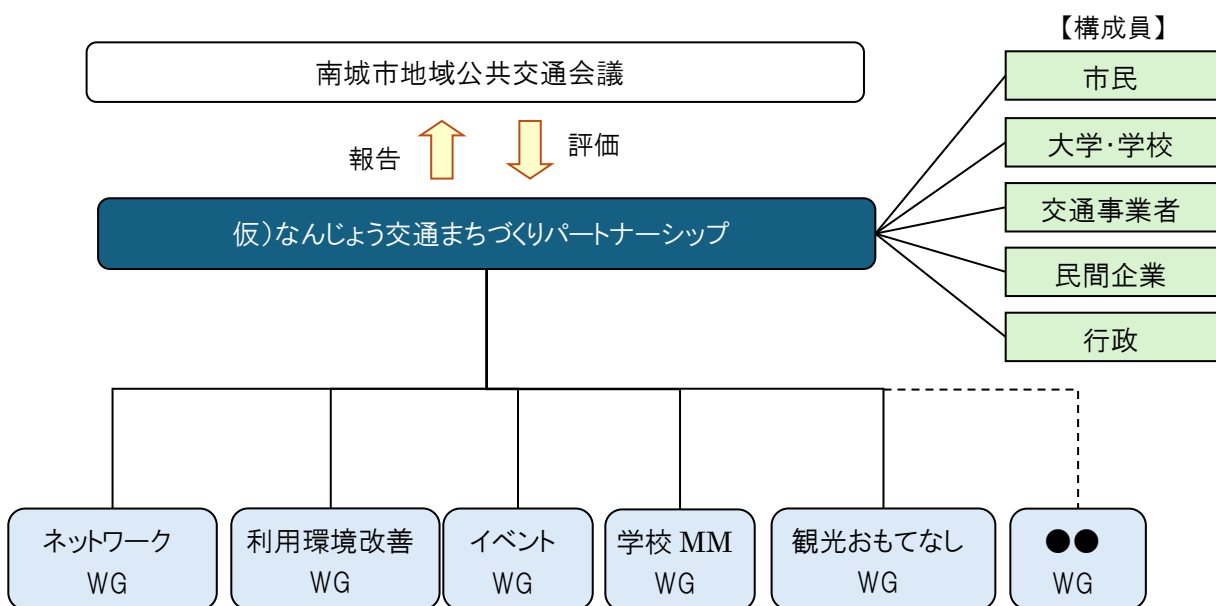 【構成員】
南城市地域公共交通会議
市民
大学・学校
報告
評価
交通事業者
仮）なんじょう交通まちづくりパートナーシップ
民間企業
行政
ネットワーク
WG
利用環境改善
WG
イベント
WG
学校 MM
WG
観光おもてなし
WG
●●
WG